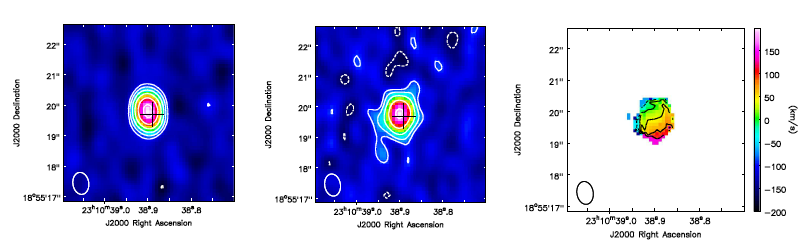 22"
21"
20"
19"
18"
18°55'17"
J2000 Declination
23ʰ10ᵐ39ˢ.0
38ˢ.9
38ˢ.8
J2000 Right Ascension
22"
21"
20"
19"
18"
18°55'17"
J2000 Declination
23ʰ10ᵐ39ˢ.0
38ˢ.9
38ˢ.8
J2000 Right Ascension
22"
21"
20"
19"
18"
18°55'17"
J2000 Declination
23ʰ10ᵐ39ˢ.0
38ˢ.9
38ˢ.8
J2000 Right Ascension
150
100
50
0
−50
−100
−150
−200
(km/s)